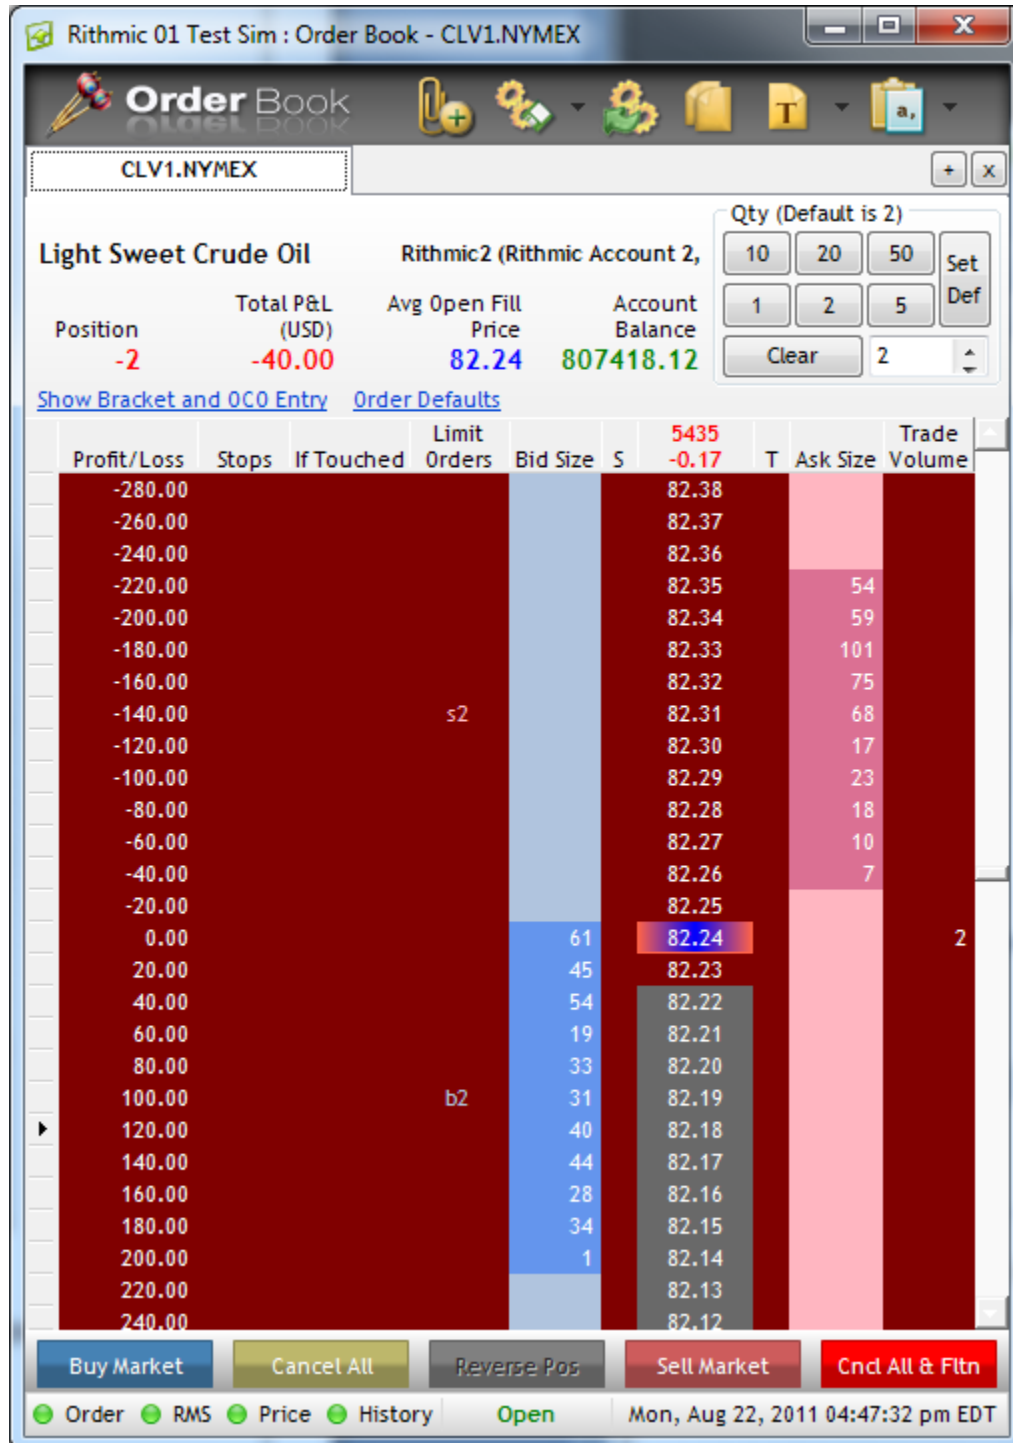 Rithmic 01 Test Sim : Order Book - CLV1.NYMEX
Order Book
T
a,
CLV1.NYMEX
+ x
Qty (Default is 2)
Light Sweet Crude Oil Rithmic2 (Rithmic Account 2,
10 20 50 Set Def
1 2 5
Clear 2
Position Total P&L (USD) Avg Open Fill Price Account Balance
-2 -40.00 82.24 807418.12
Show Bracket and OCO Entry Order Defaults
Profit/Loss Stops If Touched Limit Orders Bid Size S 5435 -0.17 T Ask Size Trade Volume
-280.00 82.38
-260.00 82.37
-240.00 82.36
-220.00 82.35 54
-200.00 82.34 59
-180.00 82.33 101
-160.00 82.32 75
-140.00 s2 82.31 68
-120.00 82.30 17
-100.00 82.29 23
-80.00 82.28 18
-60.00 82.27 10
-40.00 82.26 7
-20.00 82.25
0.00 61 82.24 2
20.00 45 82.23
40.00 54 82.22
60.00 19 82.21
80.00 33 82.20
100.00 b2 31 82.19
120.00 40 82.18
140.00 44 82.17
160.00 28 82.16
180.00 34 82.15
200.00 1 82.14
220.00 82.13
240.00 82.12
Buy Market Cancel All Reverse Pos Sell Market Cncl All & Fltn
Order RMS Price History Open Mon, Aug 22, 2011 04:47:32 pm EDT